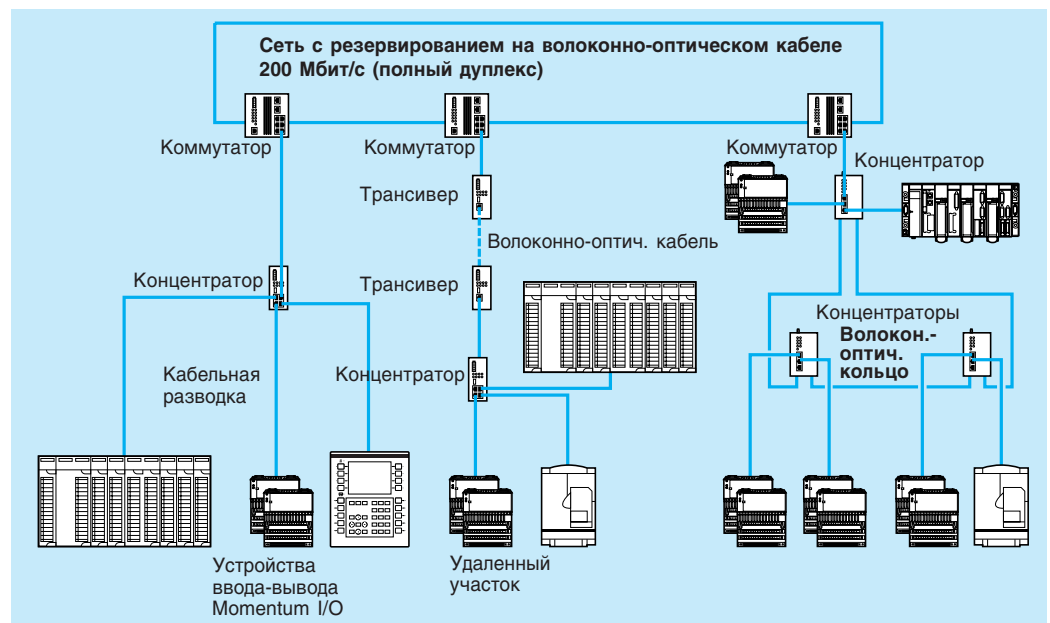 Сеть с резервированием на волоконно-оптическом кабеле
200 Мбит/с (полный дуплекс)
Коммутатор
Коммутатор
Коммутатор
Концентратор
Трансивер
Волоконно-оптич. кабель
Концентратор
Трансивер
Концентраторы
Волокон.-
оптич.
кольцо
Кабельная
разводка
Концентратор
Устройства
ввода-вывода
Momentum I/O
Удаленный
участок